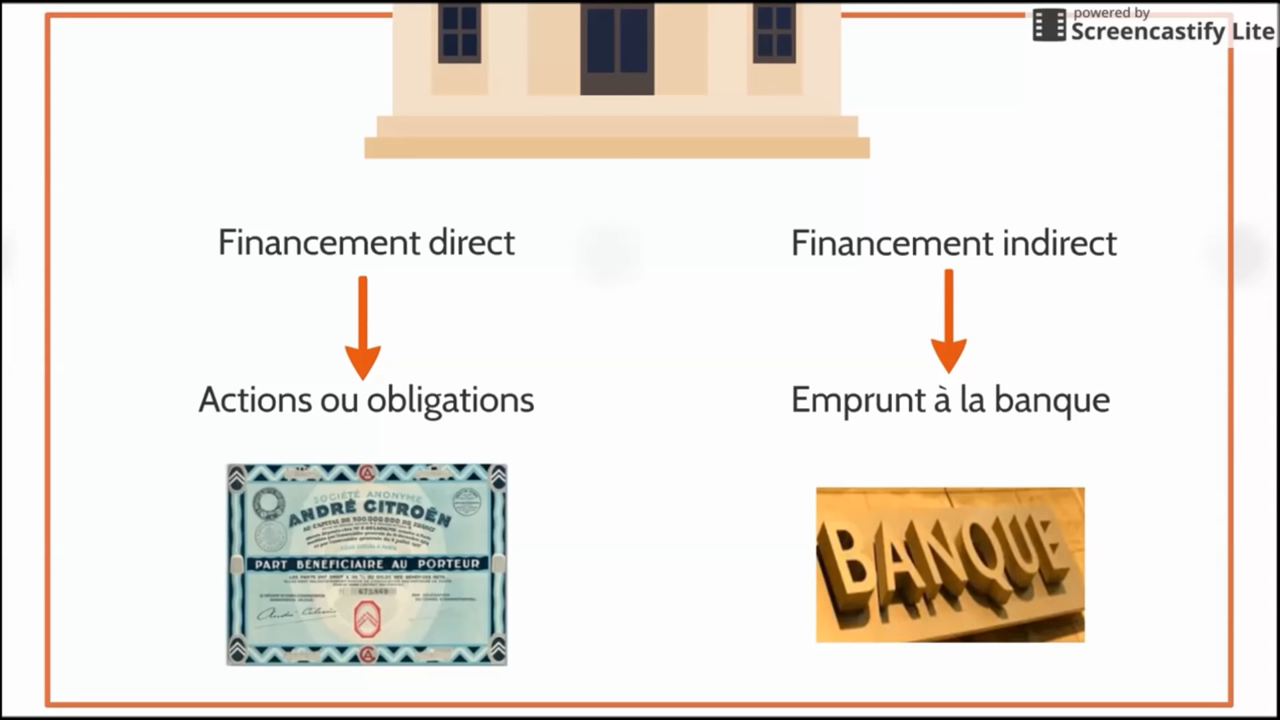 powered by
Screencastify Lite
Financement direct
Financement indirect
Actions ou obligations
Emprunt à la banque
SOCIÉTÉ ANONYME
ANDRÉ CITROËN
PART BÉNÉFICIAIRE AU PORTEUR
BANQUE